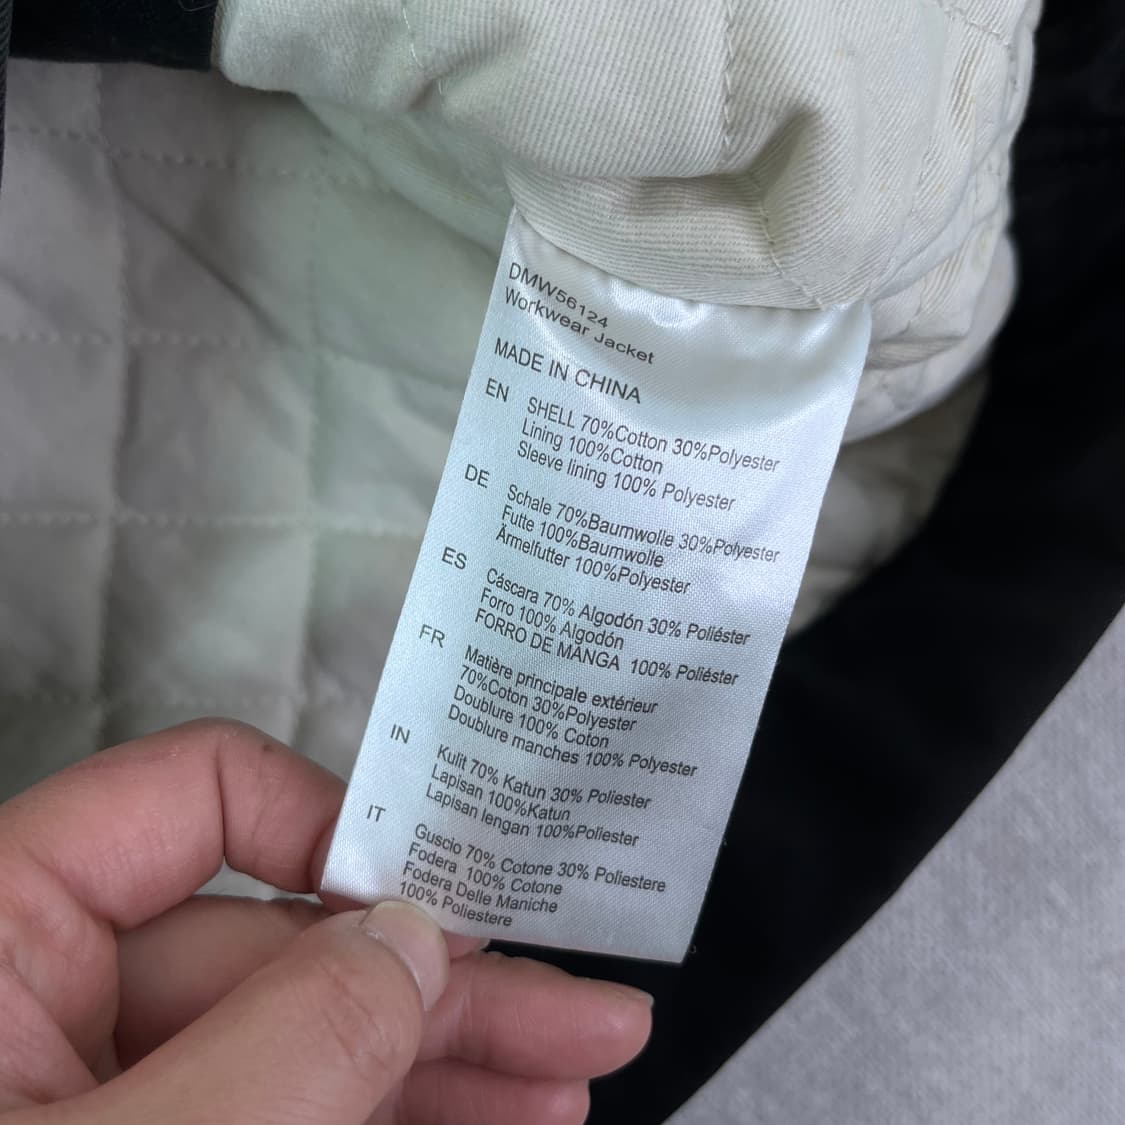 DMW56124
Workwear Jacket
MADE IN CHINA
EN
SHELL 70%Cotton 30%Polyester
Lining 100%Cotton
Sleeve lining 100% Polyester
DE
Schale 70%Baumwolle 30%Polyester
Futte 100%Baumwolle
Ärmelfutter 100%Polyester
ES
Cáscara 70% Algodón 30% Poliéster
Forro 100% Algodón
FORRO DE MANGA 100% Poliéster
FR
Matière principale extérieur
70%Coton 30%Polyester
Doublure 100% Coton
Doublure manches 100% Polyester
IN
Kulit 70% Katun 30% Poliester
Lapisan 100%Katun
Lapisan lengan 100%Poliester
IT
Guscio 70% Cotone 30% Poliestere
Fodera 100% Cotone
Fodera Delle Maniche
100% Poliestere